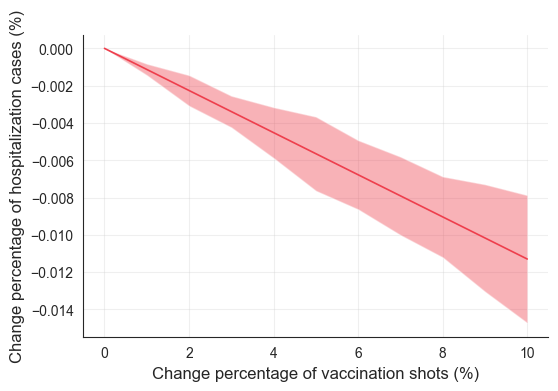 Change percentage of hospitalization cases (%)
0.000
−0.002
−0.004
−0.006
−0.008
−0.010
−0.012
−0.014
0 2 4 6 8 10
Change percentage of vaccination shots (%)